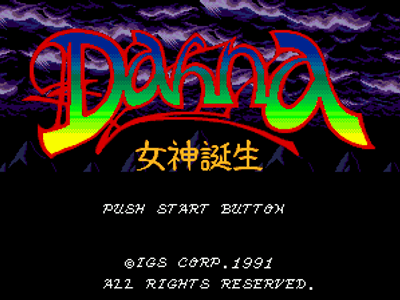 Dahna
女神誕生
PUSH START BUTTON
©IGS CORP.1991
ALL RIGHTS RESERVED.